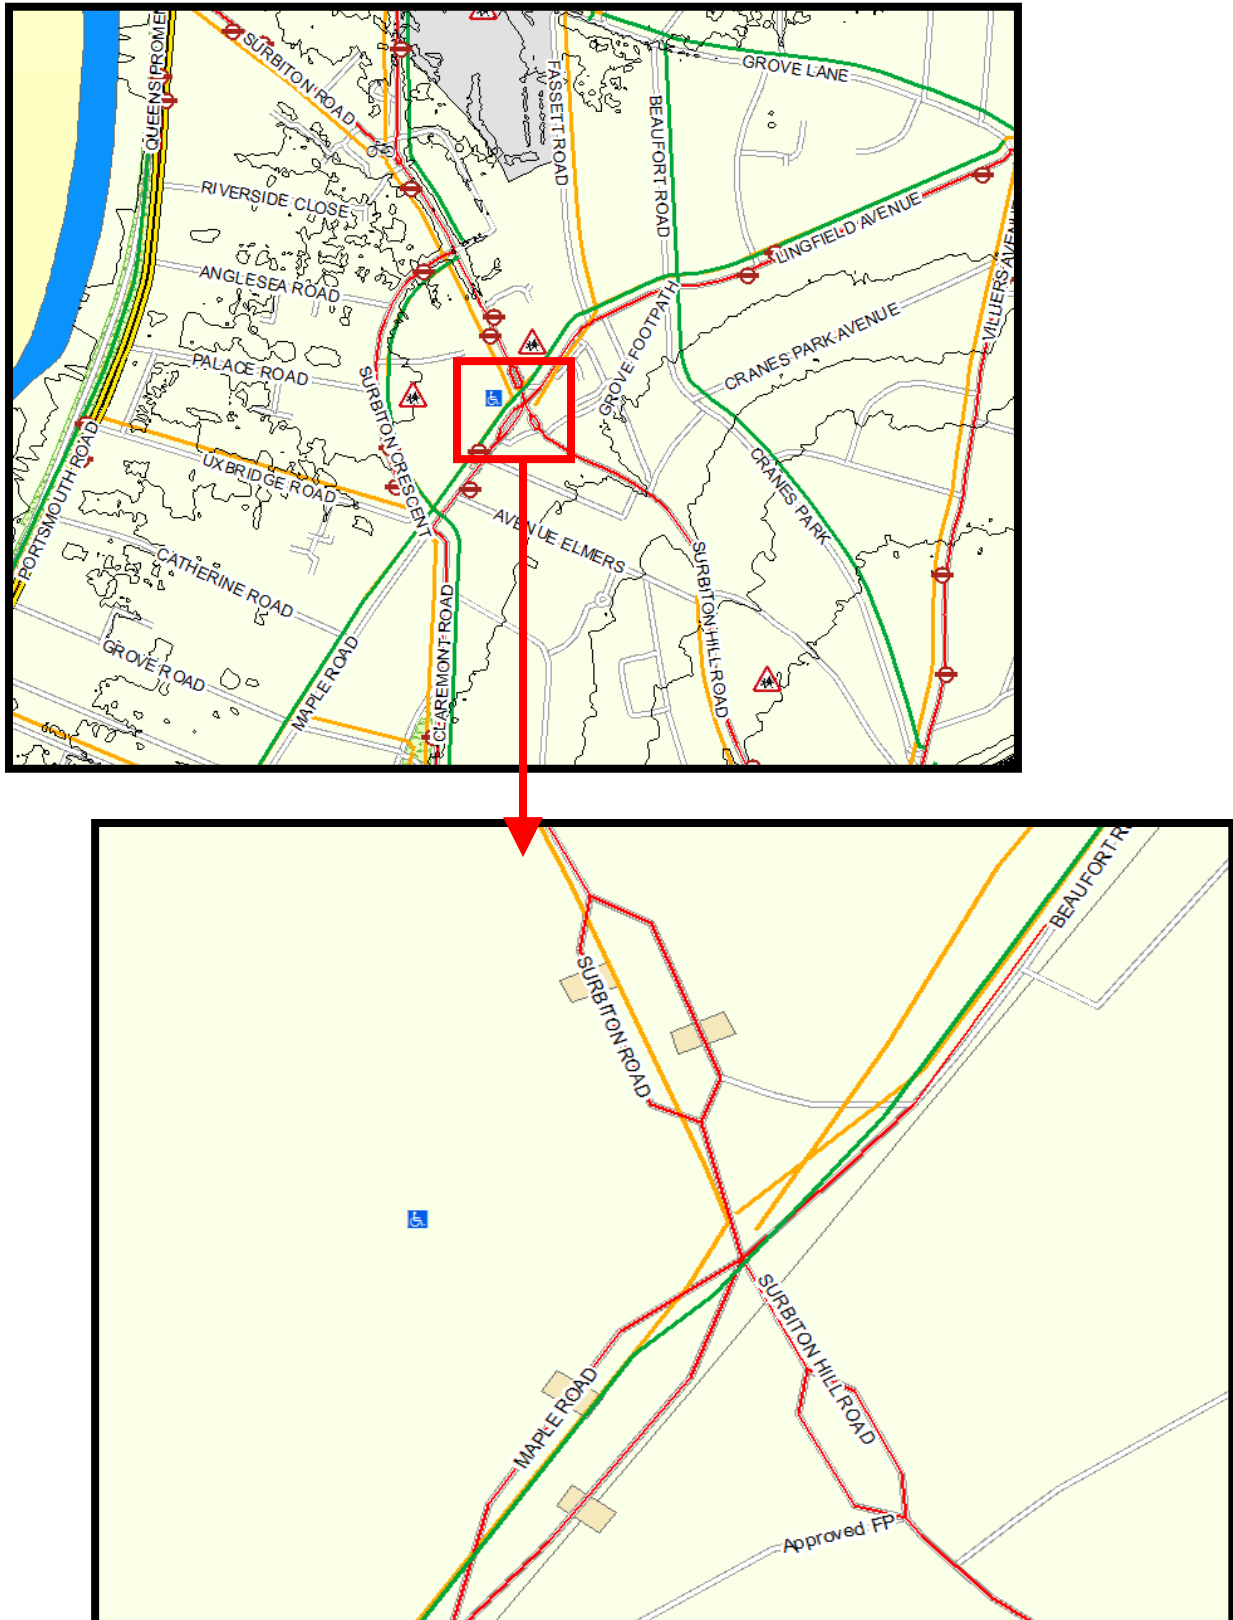 QUEENS PROMEN
SURBITON ROAD
FASSETT ROAD
BEAUFORT ROAD
GROVE LANE
RIVERSIDE CLOSE
LINGFIELD AVENUE
ANGLESEA ROAD
VILLIERS AVENUE
PALACE ROAD
GROVE FOOTPATH
CRANES PARK AVENUE
SURBITON CRESCENT
PORTSMOUTH ROAD
UXBRIDGE ROAD
CRANES PARK
AVENUE ELMERS
CATHERINE ROAD
SURBITON HILL ROAD
GROVE ROAD
MAPLE ROAD
CLAREMONT ROAD
BEAUFORT R
SURBITON ROAD
SURBITON HILL ROAD
MAPLE ROAD
Approved FP